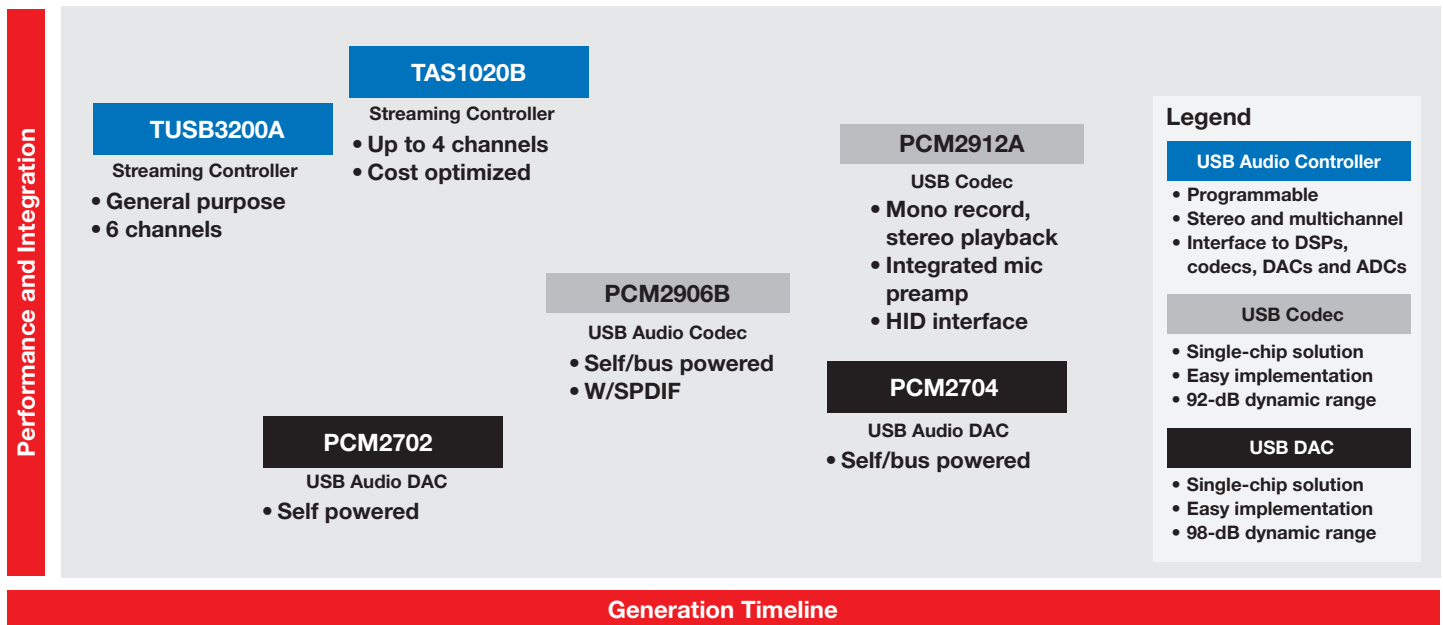 Performance and Integration
TAS1020B
Streaming Controller
• Up to 4 channels
• Cost optimized
TUSB3200A
Streaming Controller
• General purpose
• 6 channels
PCM2912A
USB Codec
• Mono record,
stereo playback
• Integrated mic
preamp
• HID interface
PCM2906B
USB Audio Codec
• Self/bus powered
• W/SPDIF
PCM2704
USB Audio DAC
• Self/bus powered
PCM2702
USB Audio DAC
• Self powered
Legend
USB Audio Controller
• Programmable
• Stereo and multichannel
• Interface to DSPs,
codecs, DACs and ADCs
USB Codec
• Single-chip solution
• Easy implementation
• 92-dB dynamic range
USB DAC
• Single-chip solution
• Easy implementation
• 98-dB dynamic range
Generation Timeline